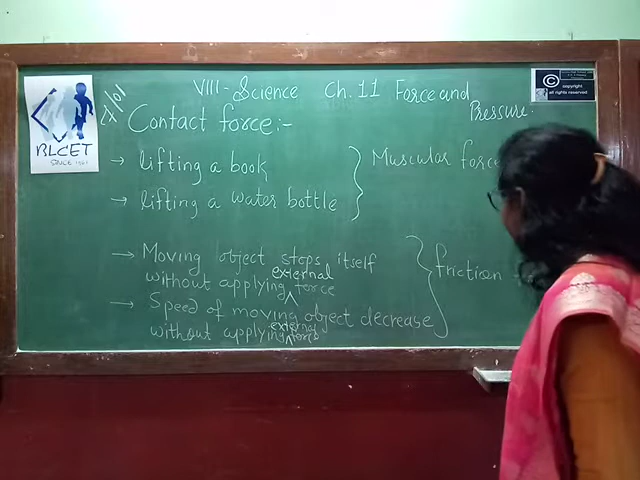 VIII - Science Ch. 11 Force and
Pressure.
Contact force:-
→ lifting a book
→ lifting a water bottle
Muscular force
→ Moving object stops itself
without applying external force
→ Speed of moving object decrease
without applying external force
friction
BLCET
SINCE 1961
© copyright
all rights reserved